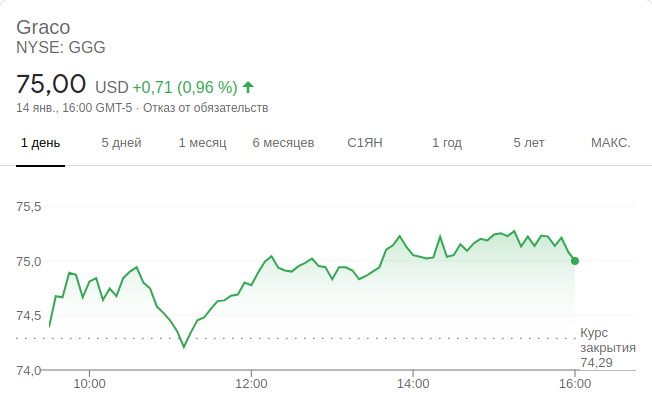 Graco
NYSE: GGG
75,00 USD +0,71 (0,96 %)
14 янв., 16:00 GMT-5 · Отказ от обязательств
1 день 5 дней 1 месяц 6 месяцев С1ЯН 1 год 5 лет МАКС.
75,5
75,0
74,5
Курс
закрытия
74,29
74,0
10:00 12:00 14:00 16:00